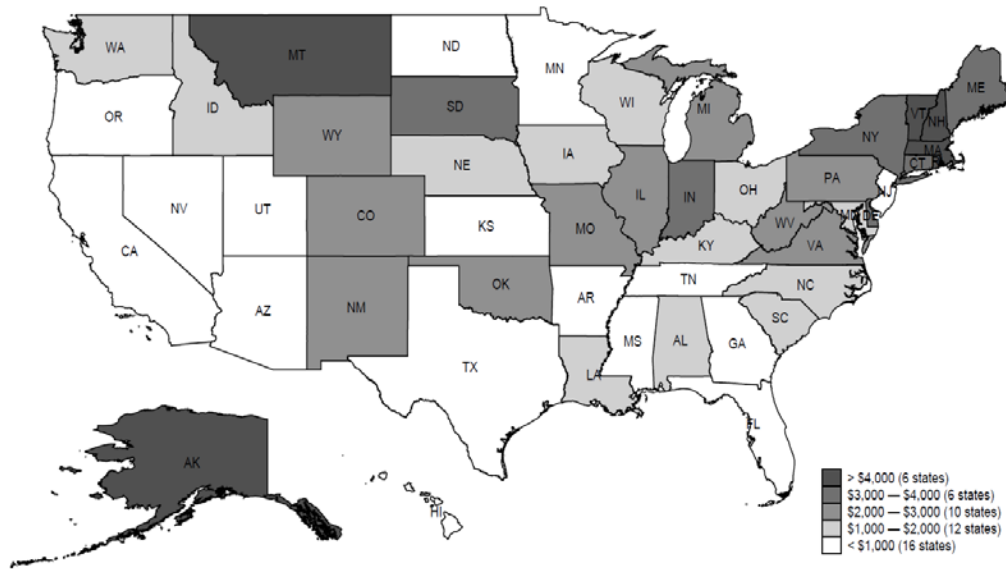 WA
MT
ND
MN
ME
VT
NH
OR
ID
SD
WI
MI
NY
MA
WY
CT
IA
PA
NE
NJ
OH
NV
UT
IL
IN
MD
DE
CO
WV
KS
MO
VA
CA
KY
NC
TN
OK
AZ
NM
AR
SC
MS
AL
GA
TX
LA
FL
AK
HI
> $4,000 (6 states)
$3,000 — $4,000 (6 states)
$2,000 — $3,000 (10 states)
$1,000 — $2,000 (12 states)
< $1,000 (16 states)